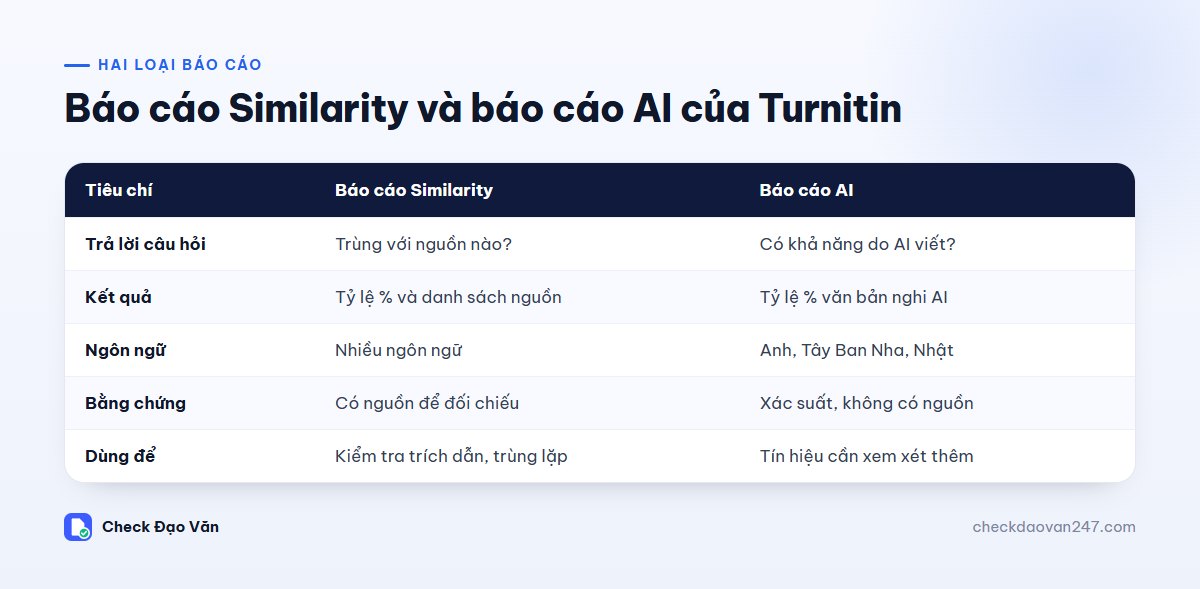 HAI LOẠI BÁO CÁO
Báo cáo Similarity và báo cáo AI của Turnitin
Tiêu chí Báo cáo Similarity Báo cáo AI
Trả lời câu hỏi Trùng với nguồn nào? Có khả năng do AI viết?
Kết quả Tỷ lệ % và danh sách nguồn Tỷ lệ % văn bản nghi AI
Ngôn ngữ Nhiều ngôn ngữ Anh, Tây Ban Nha, Nhật
Bằng chứng Có nguồn để đối chiếu Xác suất, không có nguồn
Dùng để Kiểm tra trích dẫn, trùng lặp Tín hiệu cần xem xét thêm
Check Đạo Văn checkdaovan247.com